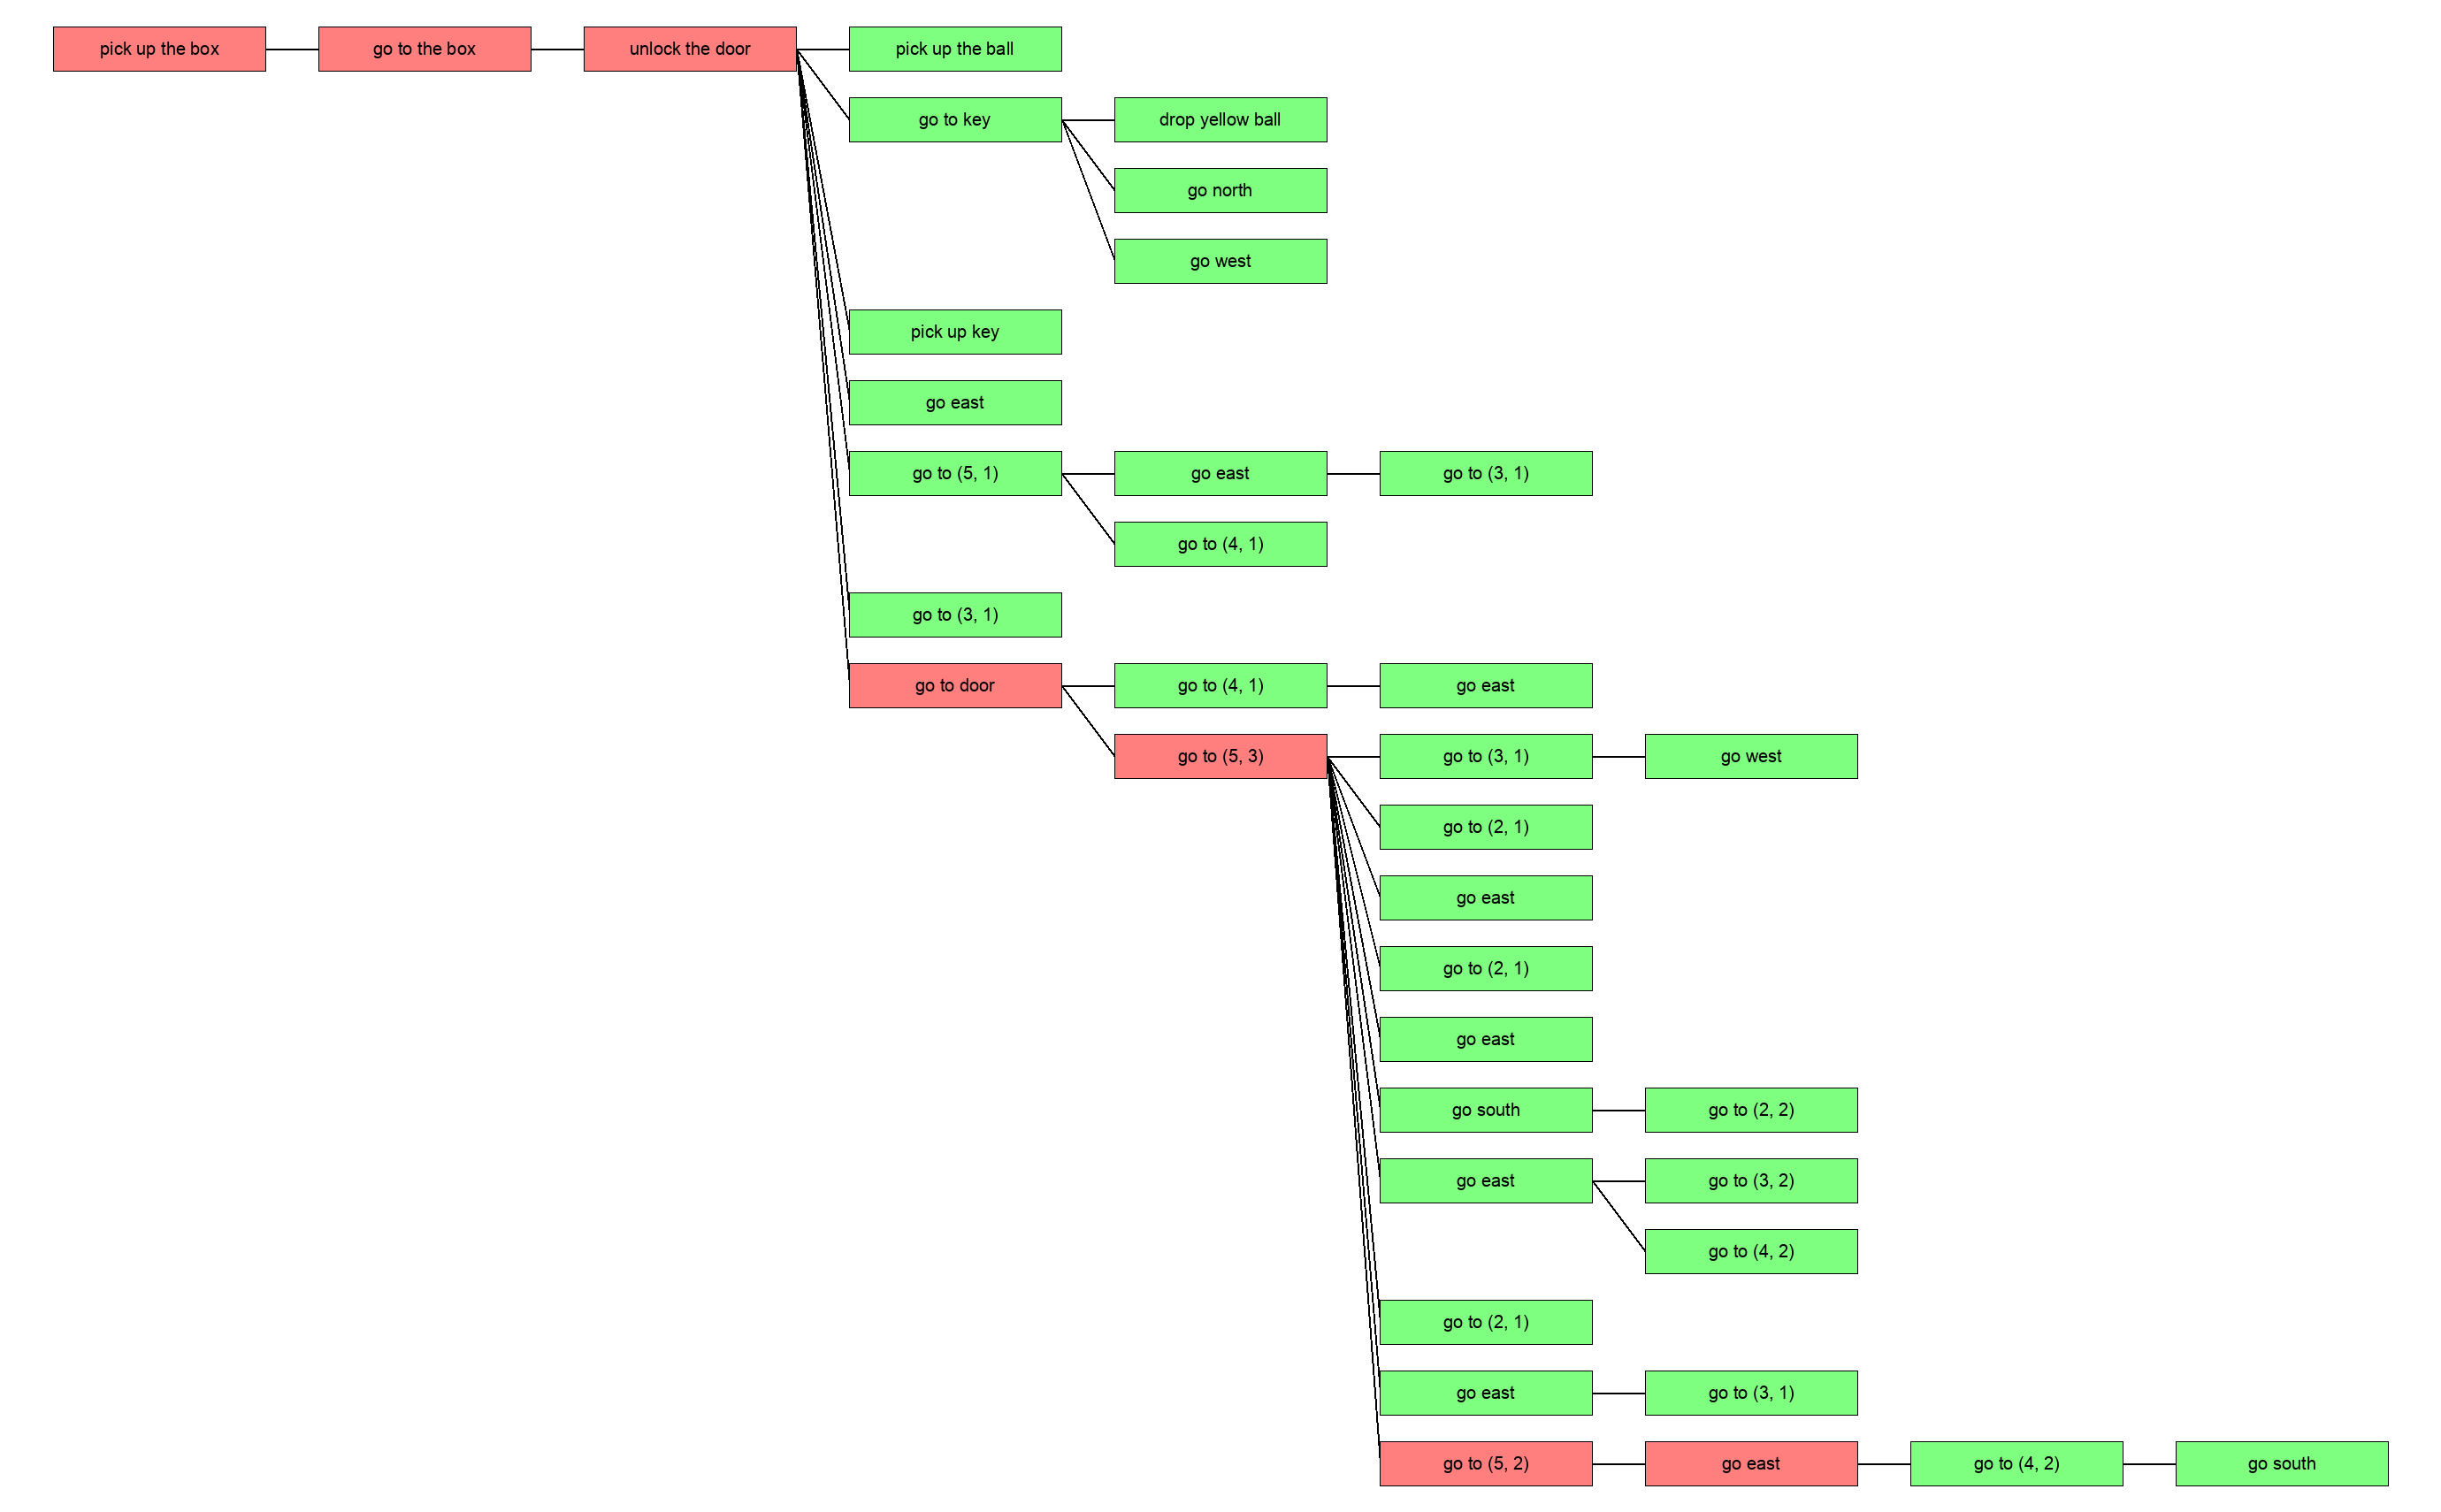 pick up the box
go to the box
unlock the door
pick up the ball
go to key
drop yellow ball
go north
go west
pick up key
go east
go to (5, 1)
go east
go to (3, 1)
go to (4, 1)
go to (3, 1)
go to door
go to (4, 1)
go east
go to (5, 3)
go to (3, 1)
go west
go to (2, 1)
go east
go to (2, 1)
go east
go south
go to (2, 2)
go east
go to (3, 2)
go to (4, 2)
go to (2, 1)
go east
go to (3, 1)
go to (5, 2)
go east
go to (4, 2)
go south